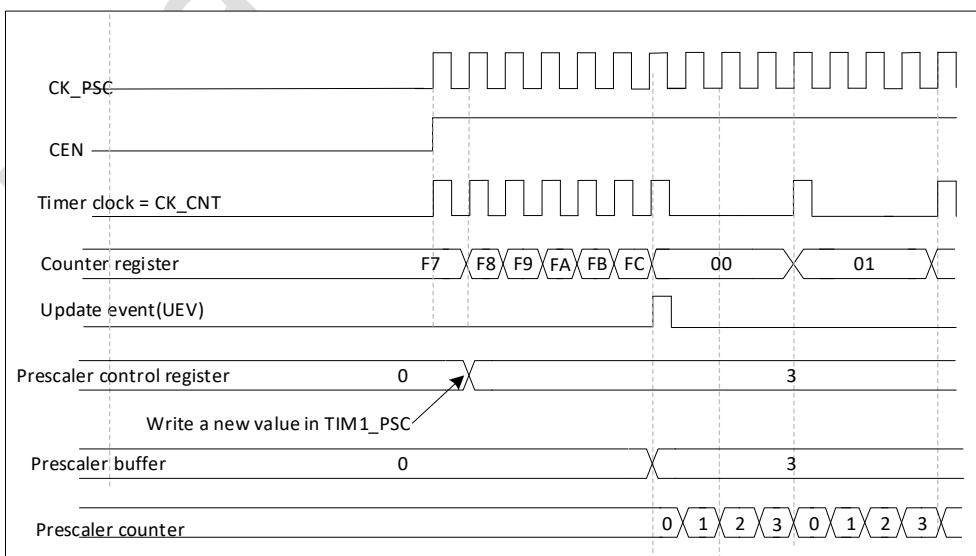 CK_PSC
CEN
Timer clock = CK_CNT
Counter register F7 F8 F9 FA FB FC 00 01
Update event(UEV)
Prescaler control register 0 3
Write a new value in TIM1_PSC
Prescaler buffer 0 3
Prescaler counter 0 1 2 3 0 1 2 3